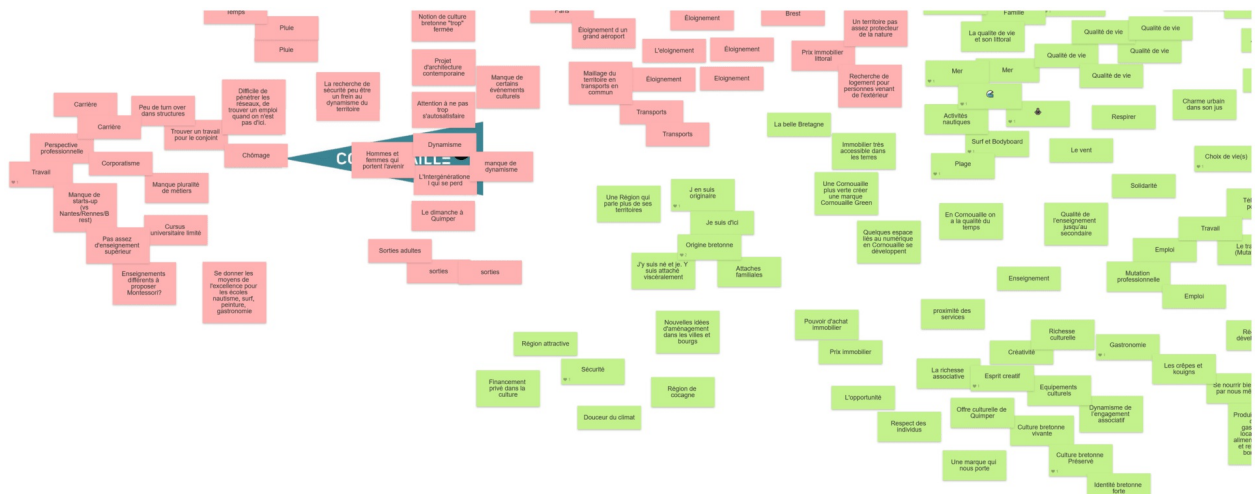 Temps
Pluie
Pluie
Notion de culture
bretonne "trop"
fermée
Projet
d'architecture
contemporaine
Manque de
certains
événements
culturels
Attention à ne pas
trop
s'autosatisfaire
La recherche de
sécurité peu être
un frein au
dynamisme du
territoire
Difficile de
pénétrer les
réseaux, de
trouver un emploi
quand on n'est
pas d'ici.
Peu de turn over
dans structures
Carrière
Carrière
Trouver un travail
pour le conjoint
Chômage
Perspective
professionnelle
Travail
Corporatisme
Manque pluralité
de métiers
Manque de
starts-up
(vs
Nantes/Rennes/B
rest)
Cursus
universitaire limité
Pas assez
d'enseignement
supérieur
Enseignements
différents à
proposer
Montessori?
Se donner les
moyens de
l'excellence pour
les écoles
nautisme, surf,
peinture,
gastronomie
Hommes et
femmes qui
portent l'avenir
Dynamisme
manque de
dynamisme
L'Intergénératione
l qui se perd
Le dimanche à
Quimper
Sorties adultes
sorties
sorties
Paris
Éloignement d un
grand aéroport
Éloignement
L'eloignement
Éloignement
Maillage du
territoire en
transports en
commun
Éloignement
Eloignement
Transports
Transports
Brest
Prix immobilier
littoral
Un territoire pas
assez protecteur
de la nature
Recherche de
logement pour
personnes venant
de l'extérieur
La belle Bretagne
Immobilier très
accessible dans
les terres
Une Région qui
parle plus de ses
territoires
J en suis
originaire
Je suis d'ici
Origine bretonne
J'y suis né et je. Y
suis attaché
viscéralement
Attaches
familiales
Une Cornouaille
plus verte créer
une marque
Cornouaille Green
Quelques espace
liés au numérique
en Cornouaille se
développent
Région attractive
Sécurité
Financement
privé dans la
culture
Douceur du climat
Nouvelles idées
d'aménagement
dans les villes et
bourgs
Région de
cocagne
Pouvoir d'achat
immobilier
Prix immobilier
L'opportunité
Respect des
individus
Famille
La qualite de vie
et son littoral
Qualité de vie
Qualité de vie
Qualité de vie
Qualité de vie
Qualité de vie
Mer
Mer
Activités
nautiques
Surf et Bodyboard
Plage
Respirer
Le vent
Charme urbain
dans son jus
Choix de vie(s)
Solidarité
En Cornouaille on
a la qualité du
temps
Qualité de
l'enseignement
jusqu'au
secondaire
Travail
Emploi
Mutation
professionnelle
Emploi
Enseignement
proximité des
services
Richesse
culturelle
Créativité
La richesse
associative
Esprit creatif
Equipements
culturels
Offre culturelle de
Quimper
Culture bretonne
vivante
Dynamisme de
l'engagement
associatif
Culture bretonne
Préservé
Identité bretonne
forte
Une marque qui
nous porte
Gastronomie
Les crêpes et
kouigns